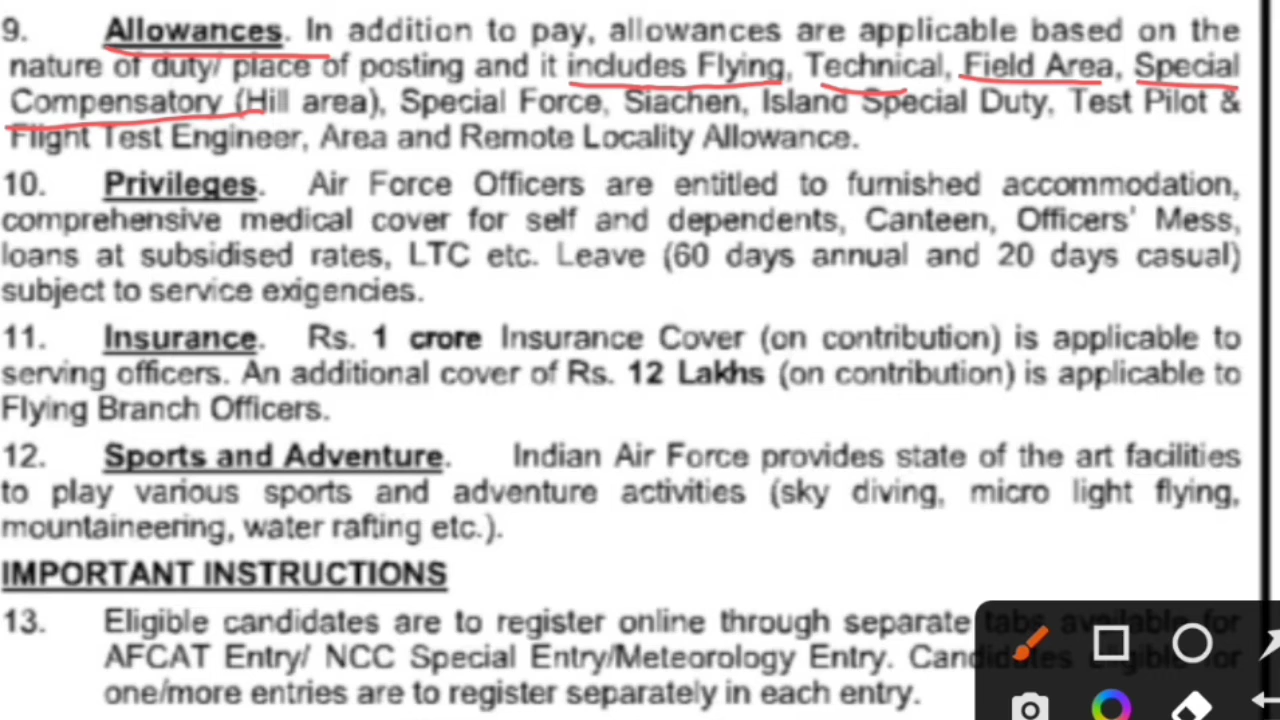 9. Allowances. In addition to pay, allowances are applicable based on the
nature of duty/ place of posting and it includes Flying, Technical, Field Area, Special
Compensatory (Hill area), Special Force, Siachen, Island Special Duty, Test Pilot &
Flight Test Engineer, Area and Remote Locality Allowance.
10. Privileges. Air Force Officers are entitled to furnished accommodation,
comprehensive medical cover for self and dependents, Canteen, Officers' Mess,
loans at subsidised rates, LTC etc. Leave (60 days annual and 20 days casual)
subject to service exigencies.
11. Insurance. Rs. 1 crore Insurance Cover (on contribution) is applicable to
serving officers. An additional cover of Rs. 12 Lakhs (on contribution) is applicable to
Flying Branch Officers.
12. Sports and Adventure. Indian Air Force provides state of the art facilities
to play various sports and adventure activities (sky diving, micro light flying,
mountaineering, water rafting etc.).
IMPORTANT INSTRUCTIONS
13. Eligible candidates are to register online through separate tabs available for
AFCAT Entry/ NCC Special Entry/Meteorology Entry. Candidates eligible for
one/more entries are to register separately in each entry.